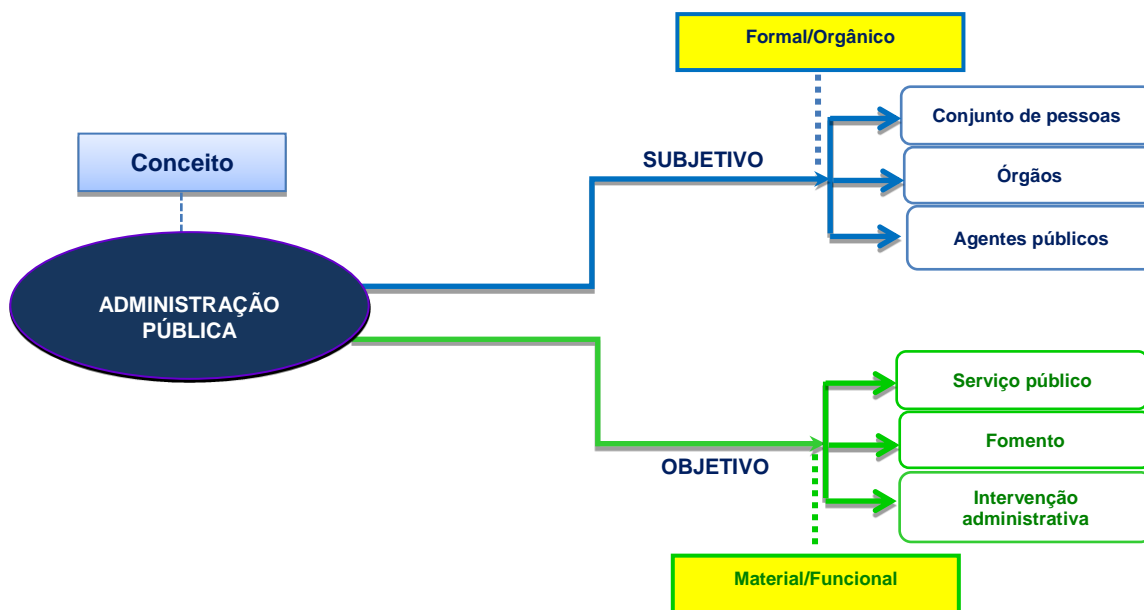 Formal/Orgânico
Conjunto de pessoas
Conceito
SUBJETIVO
Órgãos
Agentes públicos
ADMINISTRAÇÃO
PÚBLICA
Serviço público
Fomento
OBJETIVO
Intervenção
administrativa
Material/Funcional